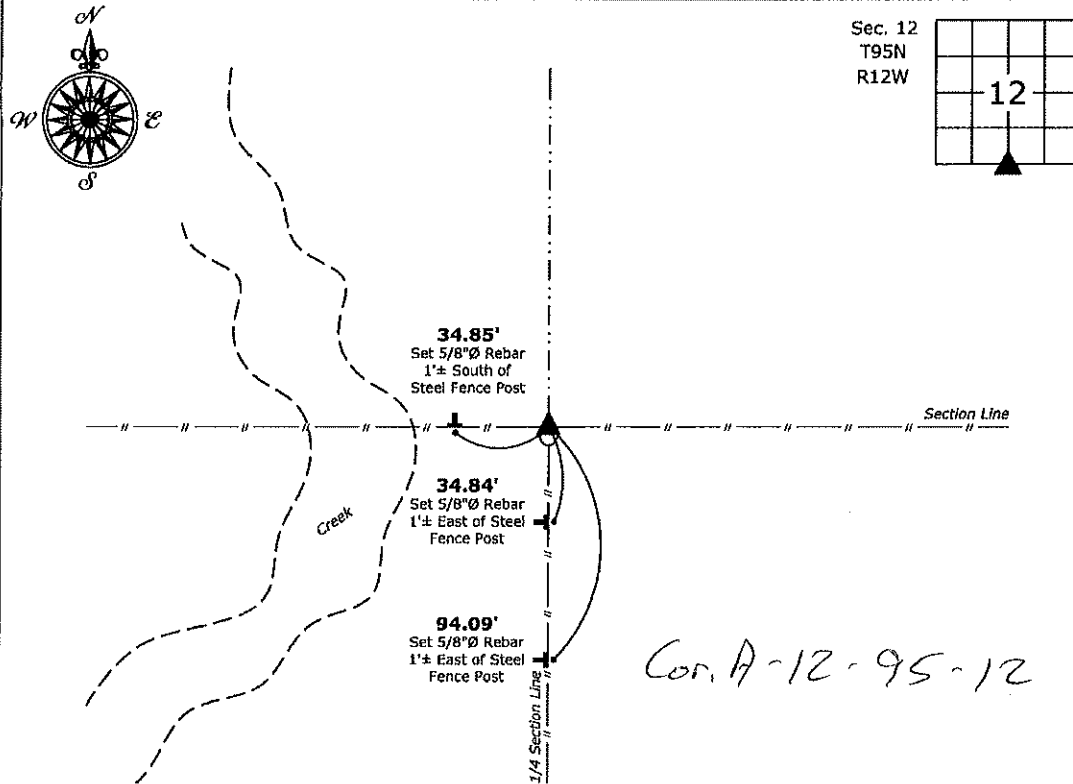 N
W
E
S
Sec. 12
T95N
R12W
12
34.85'
Set 5/8"Ø Rebar
1'± South of
Steel Fence Post
Section Line
34.84'
Set 5/8"Ø Rebar
1'± East of Steel
Fence Post
Creek
94.09'
Set 5/8"Ø Rebar
1'± East of Steel
Fence Post
1/4 Section Line
Cor. A-12-95-12